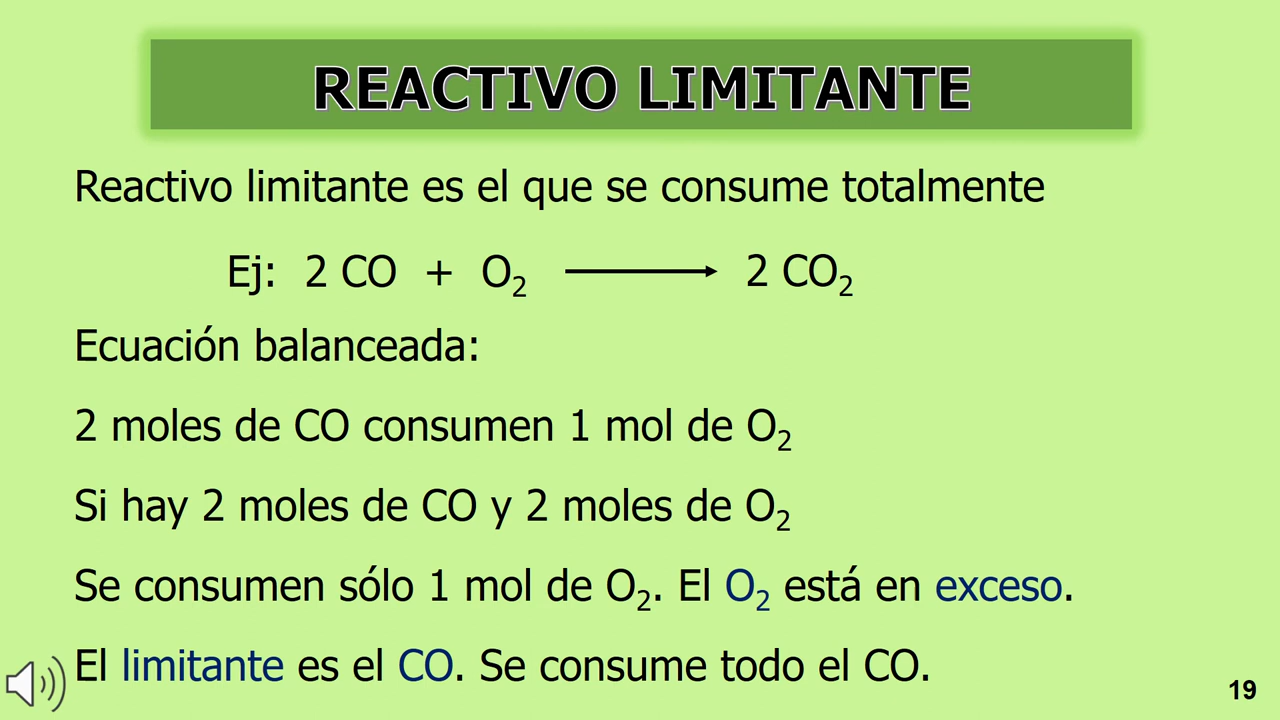 REACTIVO LIMITANTE
Reactivo limitante es el que se consume totalmente
Ej: 2 CO + O₂ ⟶ 2 CO₂
Ecuación balanceada:
2 moles de CO consumen 1 mol de O₂
Si hay 2 moles de CO y 2 moles de O₂
Se consumen sólo 1 mol de O₂. El O₂ está en exceso.
El limitante es el CO. Se consume todo el CO.
19